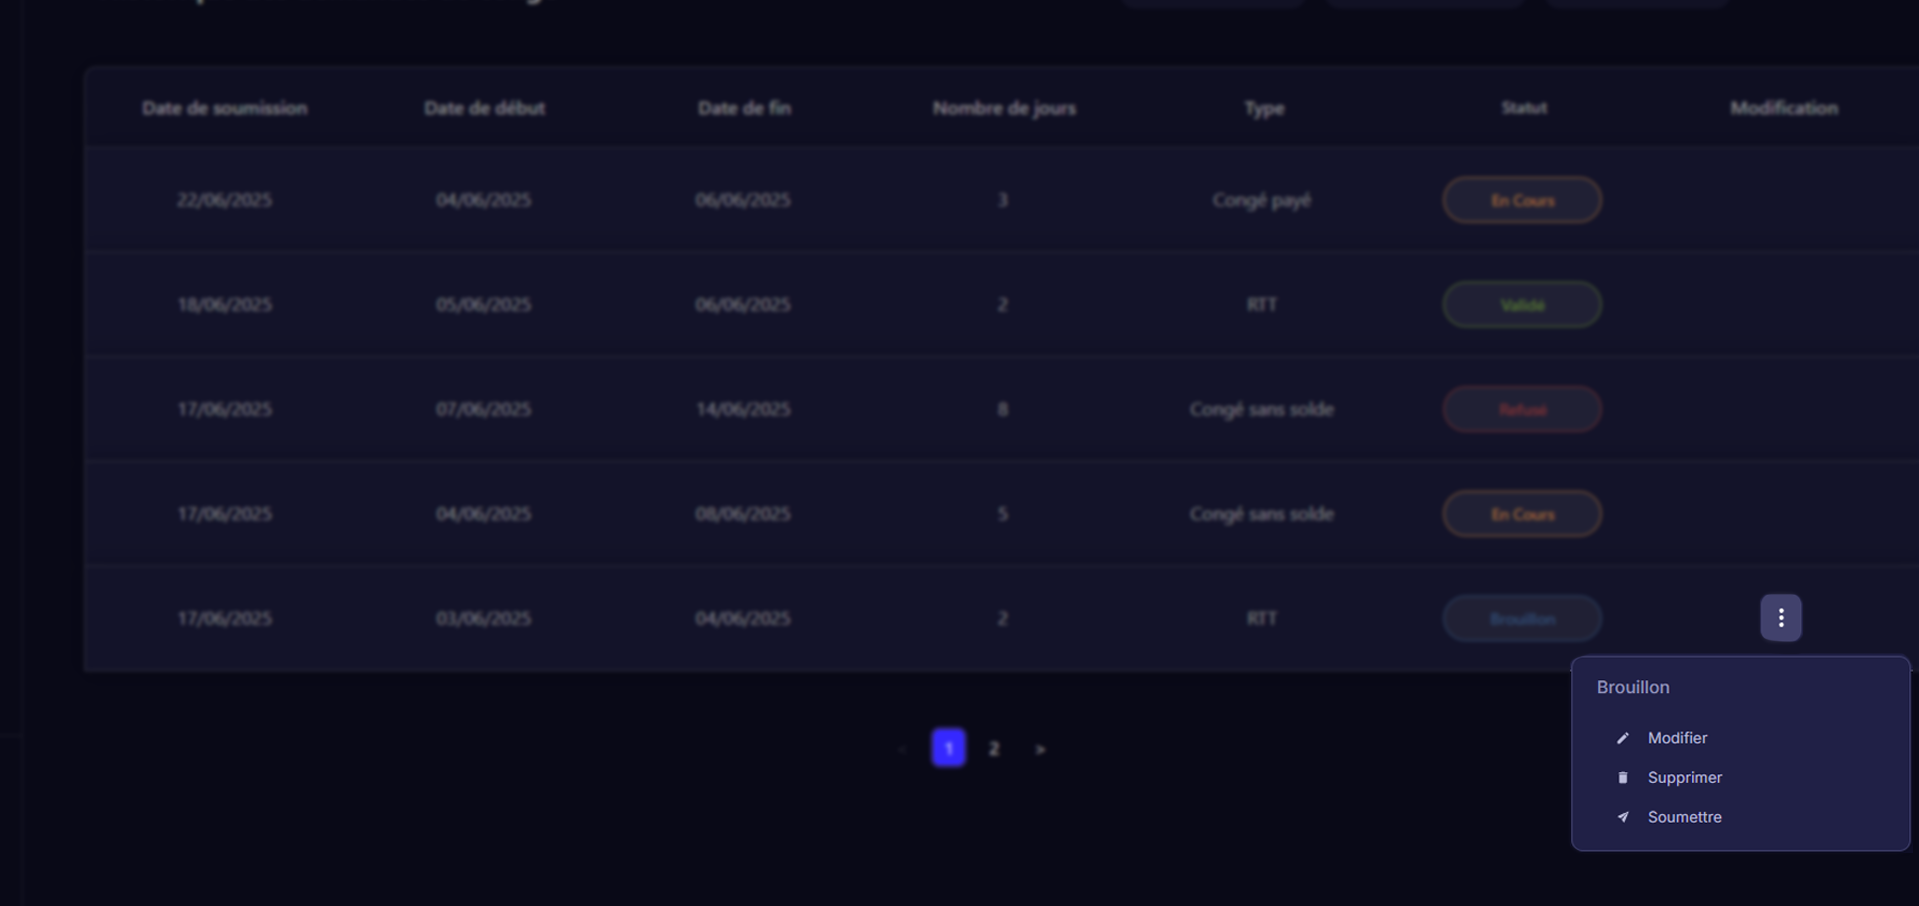 Date de soumission Date de début Date de fin Nombre de jours Type Statut Modification
22/06/2025 04/06/2025 06/06/2025 3 Congé payé En Cours
18/06/2025 05/06/2025 06/06/2025 2 RTT Validé
17/06/2025 07/06/2025 14/06/2025 8 Congé sans solde Refusé
17/06/2025 04/06/2025 08/06/2025 5 Congé sans solde En Cours
17/06/2025 03/06/2025 04/06/2025 2 RTT Brouillon
Brouillon
Modifier
Supprimer
Soumettre
< 1 2 >